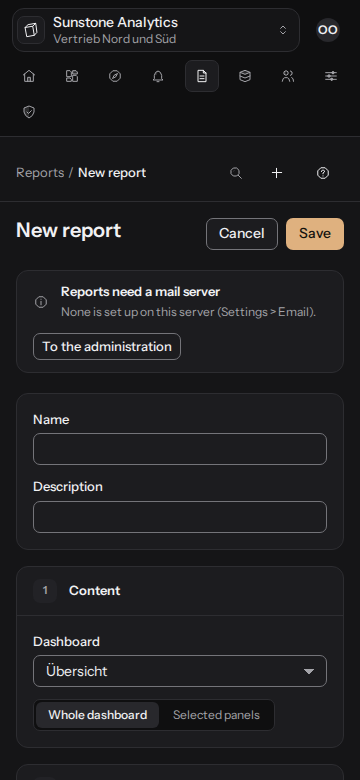 Sunstone Analytics
Vertrieb Nord und Süd
OO
Reports / New report
New report
Cancel
Save
Reports need a mail server
None is set up on this server (Settings > Email).
To the administration
Name
Description
1
Content
Dashboard
Übersicht
Whole dashboard
Selected panels